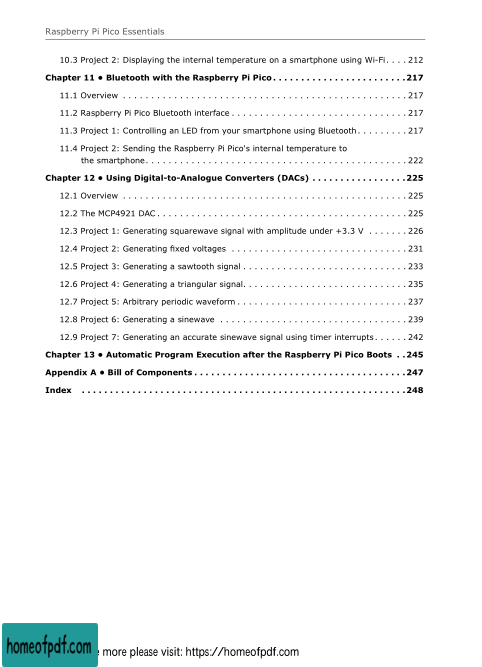 Raspberry Pi Pico Essentials
10.3 Project 2: Displaying the internal temperature on a smartphone using Wi-Fi. . . . 212
Chapter 11 ● Bluetooth with the Raspberry Pi Pico. . . . . . . . . . . . . . . . . . . . . . . . 217
11.1 Overview . . . . . . . . . . . . . . . . . . . . . . . . . . . . . . . . . . . . . . . . . . . . . . . . . . 217
11.2 Raspberry Pi Pico Bluetooth interface . . . . . . . . . . . . . . . . . . . . . . . . . . . . . . . 217
11.3 Project 1: Controlling an LED from your smartphone using Bluetooth . . . . . . . . . 217
11.4 Project 2: Sending the Raspberry Pi Pico's internal temperature to
the smartphone. . . . . . . . . . . . . . . . . . . . . . . . . . . . . . . . . . . . . . . . . . . . . . 222
Chapter 12 ● Using Digital-to-Analogue Converters (DACs) . . . . . . . . . . . . . . . . . 225
12.1 Overview . . . . . . . . . . . . . . . . . . . . . . . . . . . . . . . . . . . . . . . . . . . . . . . . . . 225
12.2 The MCP4921 DAC . . . . . . . . . . . . . . . . . . . . . . . . . . . . . . . . . . . . . . . . . . . . 225
12.3 Project 1: Generating squarewave signal with amplitude under +3.3 V . . . . . . . 226
12.4 Project 2: Generating fixed voltages . . . . . . . . . . . . . . . . . . . . . . . . . . . . . . . 231
12.5 Project 3: Generating a sawtooth signal . . . . . . . . . . . . . . . . . . . . . . . . . . . . . 233
12.6 Project 4: Generating a triangular signal. . . . . . . . . . . . . . . . . . . . . . . . . . . . . 235
12.7 Project 5: Arbitrary periodic waveform . . . . . . . . . . . . . . . . . . . . . . . . . . . . . . 237
12.8 Project 6: Generating a sinewave . . . . . . . . . . . . . . . . . . . . . . . . . . . . . . . . . 239
12.9 Project 7: Generating an accurate sinewave signal using timer interrupts . . . . . . 242
Chapter 13 ● Automatic Program Execution after the Raspberry Pi Pico Boots . . 245
Appendix A ● Bill of Components . . . . . . . . . . . . . . . . . . . . . . . . . . . . . . . . . . . . . . 247
Index . . . . . . . . . . . . . . . . . . . . . . . . . . . . . . . . . . . . . . . . . . . . . . . . . . . . . . . . . . 248
homeofpdf.com more please visit: https://homeofpdf.com